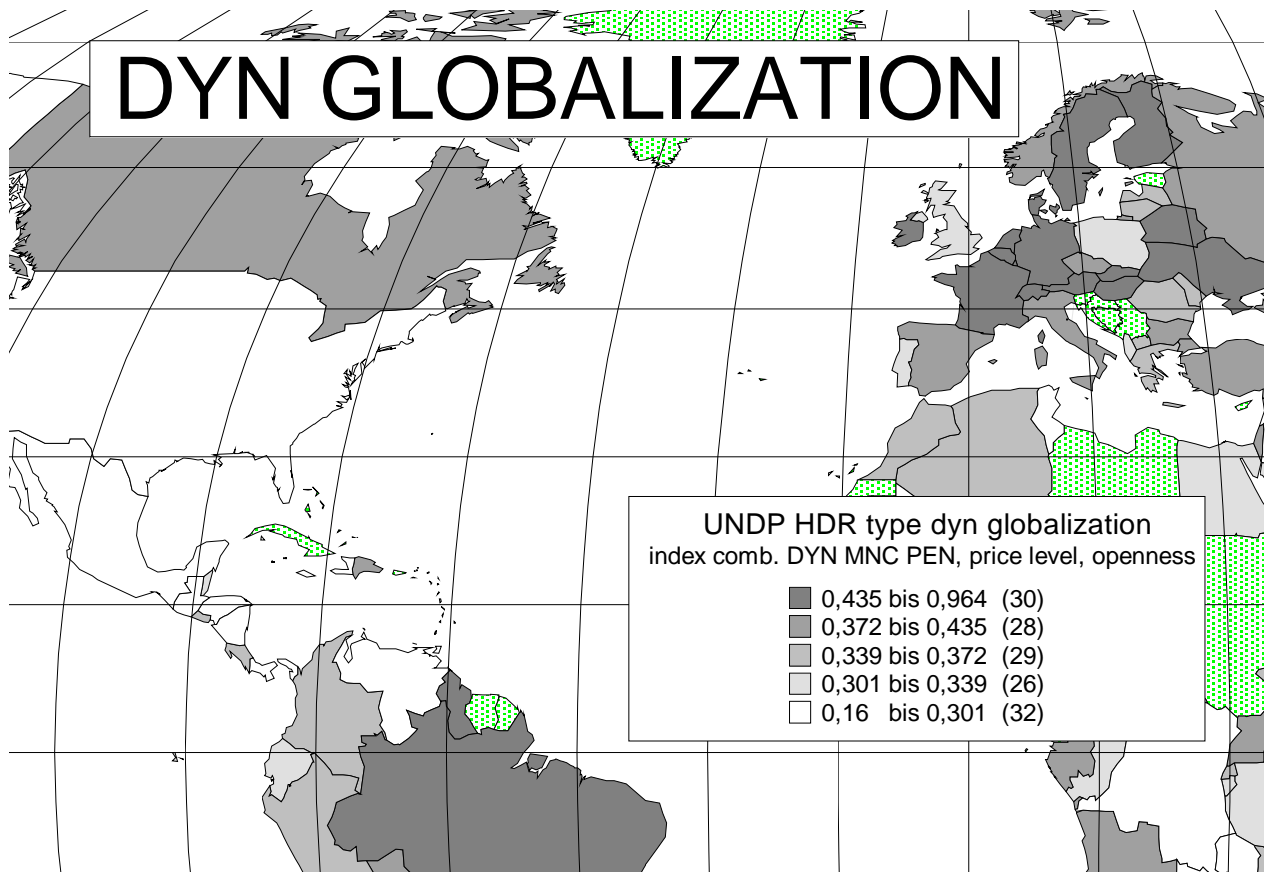 DYN GLOBALIZATION
UNDP HDR type dyn globalization
index comb. DYN MNC PEN, price level, openness
0,435 bis 0,964 (30)
0,372 bis 0,435 (28)
0,339 bis 0,372 (29)
0,301 bis 0,339 (26)
0,16 bis 0,301 (32)